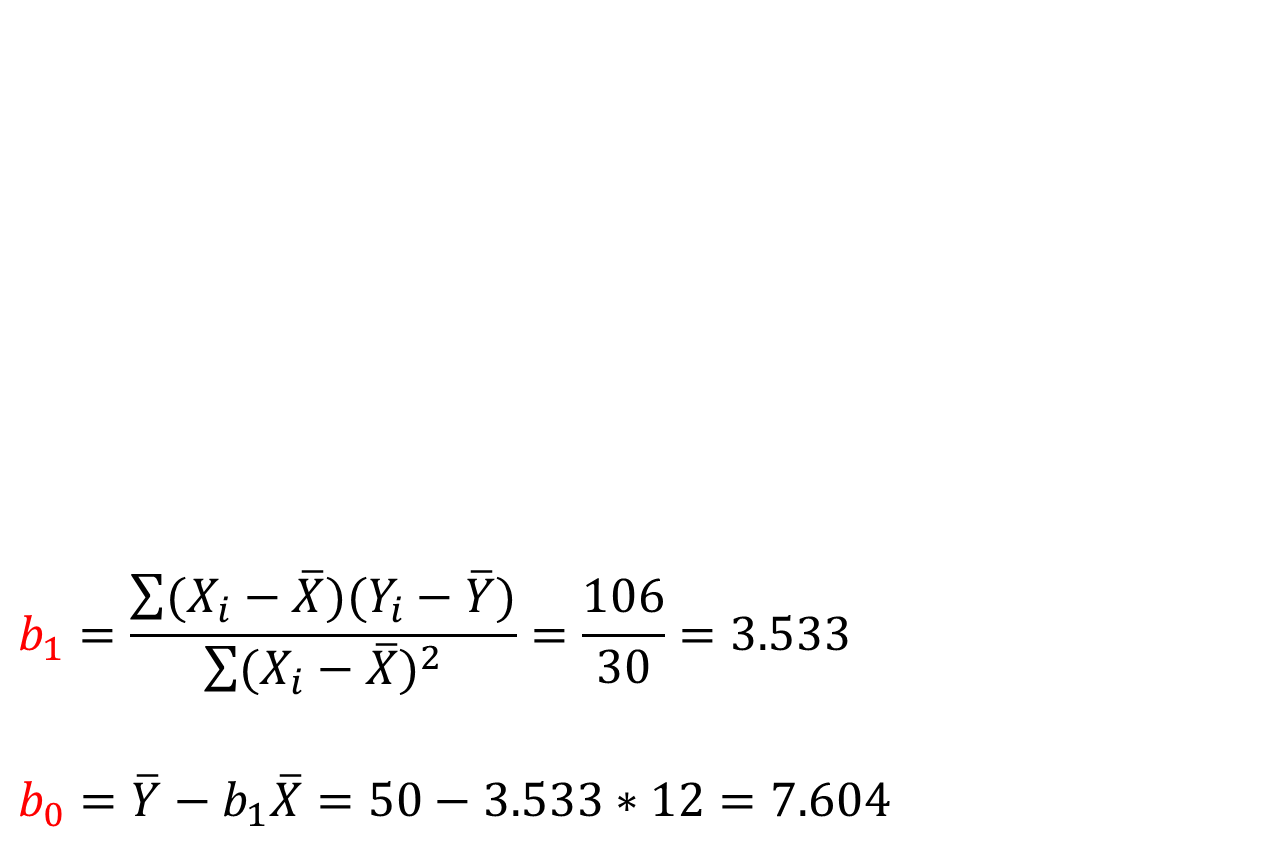 b₁ = ∑(Xᵢ − X̄)(Yᵢ − Ȳ) / ∑(Xᵢ − X̄)² = 106 / 30 = 3.533
b₀ = Ȳ − b₁X̄ = 50 − 3.533 ∗ 12 = 7.604